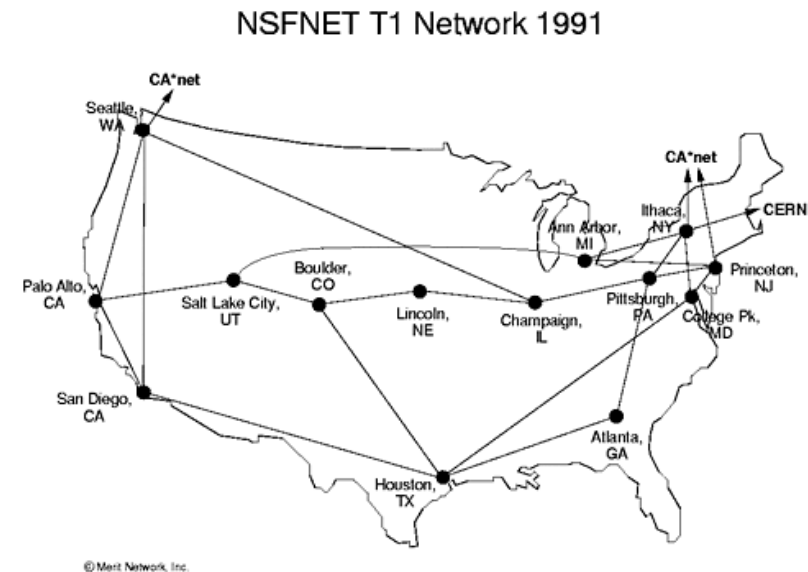 NSFNET T1 Network 1991
CA*net
Seattle,
WA
CA*net
Ithaca,
NY
CERN
Ann Arbor,
MI
Boulder,
CO
Palo Alto,
CA
Salt Lake City,
UT
Lincoln,
NE
Champaign,
IL
Pittsburgh,
PA
Princeton,
NJ
College Pk,
MD
San Diego,
CA
Atlanta,
GA
Houston,
TX
© Merit Network, Inc.